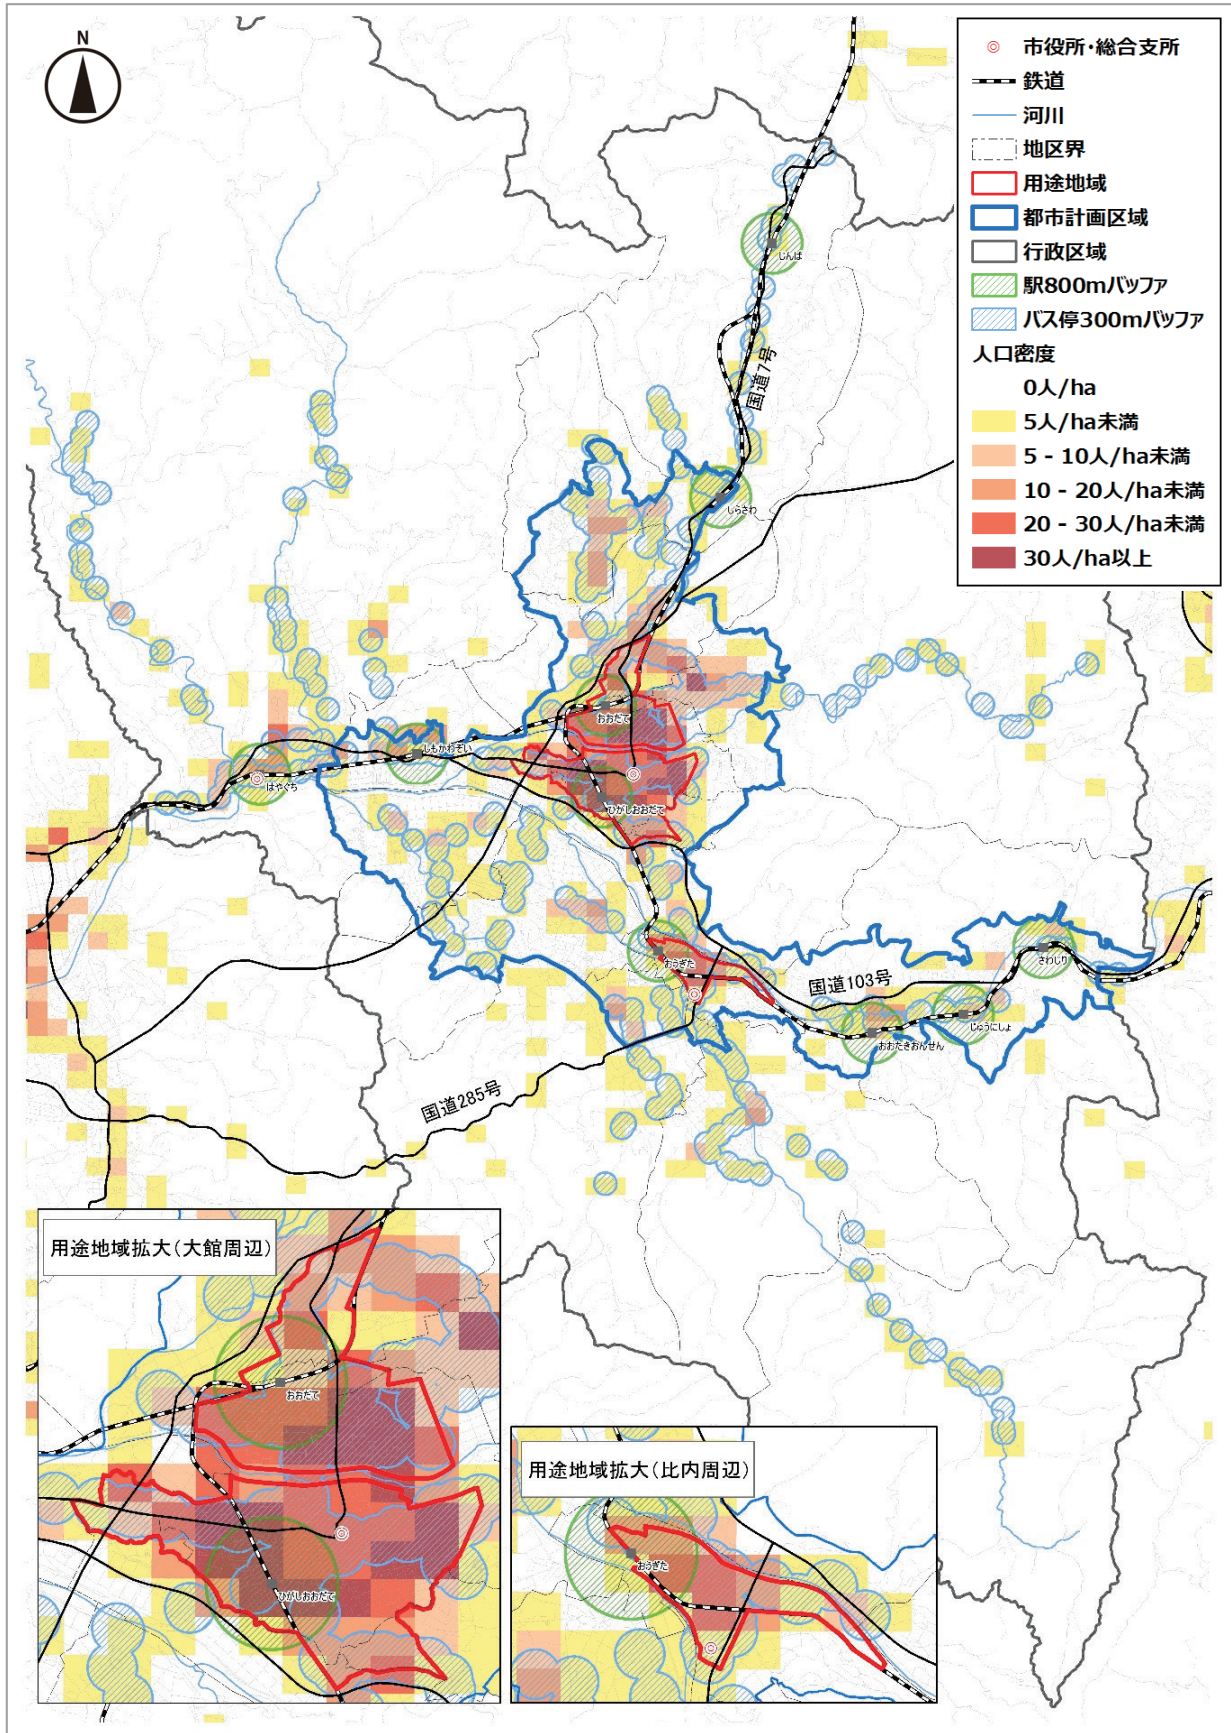 N
市役所・総合支所
鉄道
河川
地区界
用途地域
都市計画区域
行政区域
駅800mバッファ
バス停300mバッファ
人口密度
0人/ha
5人/ha未満
5 - 10人/ha未満
10 - 20人/ha未満
20 - 30人/ha未満
30人/ha以上
じんば
国道7号
しらさわ
おおだて
しもかわぞい
はやぐち
ひがしおおだて
おうぎた
さわじり
国道103号
じゅうにしょ
おおたきおんせん
国道285号
用途地域拡大(大館周辺)
おおだて
ひがしおおだて
用途地域拡大(比内周辺)
おうぎた